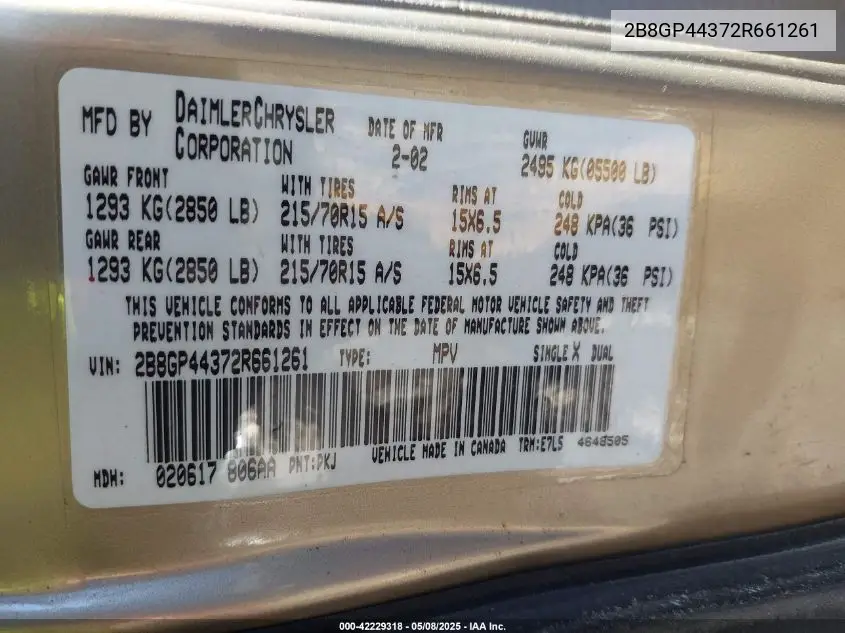 2B8GP44372R661261
MFD BY DAIMLERCHRYSLER CORPORATION
DATE OF MFR 2-02
GVWR 2495 KG(05500 LB)
GAWR FRONT WITH TIRES RIMS AT COLD
1293 KG(2850 LB) 215/70R15 A/S 15X6.5 248 KPA(36 PSI)
GAWR REAR WITH TIRES RIMS AT COLD
1293 KG(2850 LB) 215/70R15 A/S 15X6.5 248 KPA(36 PSI)
THIS VEHICLE CONFORMS TO ALL APPLICABLE FEDERAL MOTOR VEHICLE SAFETY AND THEFT
PREVENTION STANDARDS IN EFFECT ON THE DATE OF MANUFACTURE SHOWN ABOVE.
VIN: 2B8GP44372R661261 TYPE: MPV SINGLE X DUAL
MDH: 020617 806AA PNT:PKJ VEHICLE MADE IN CANADA TRM:E7L5 4648505
000-42229318 - 05/08/2025 - IAA Inc.